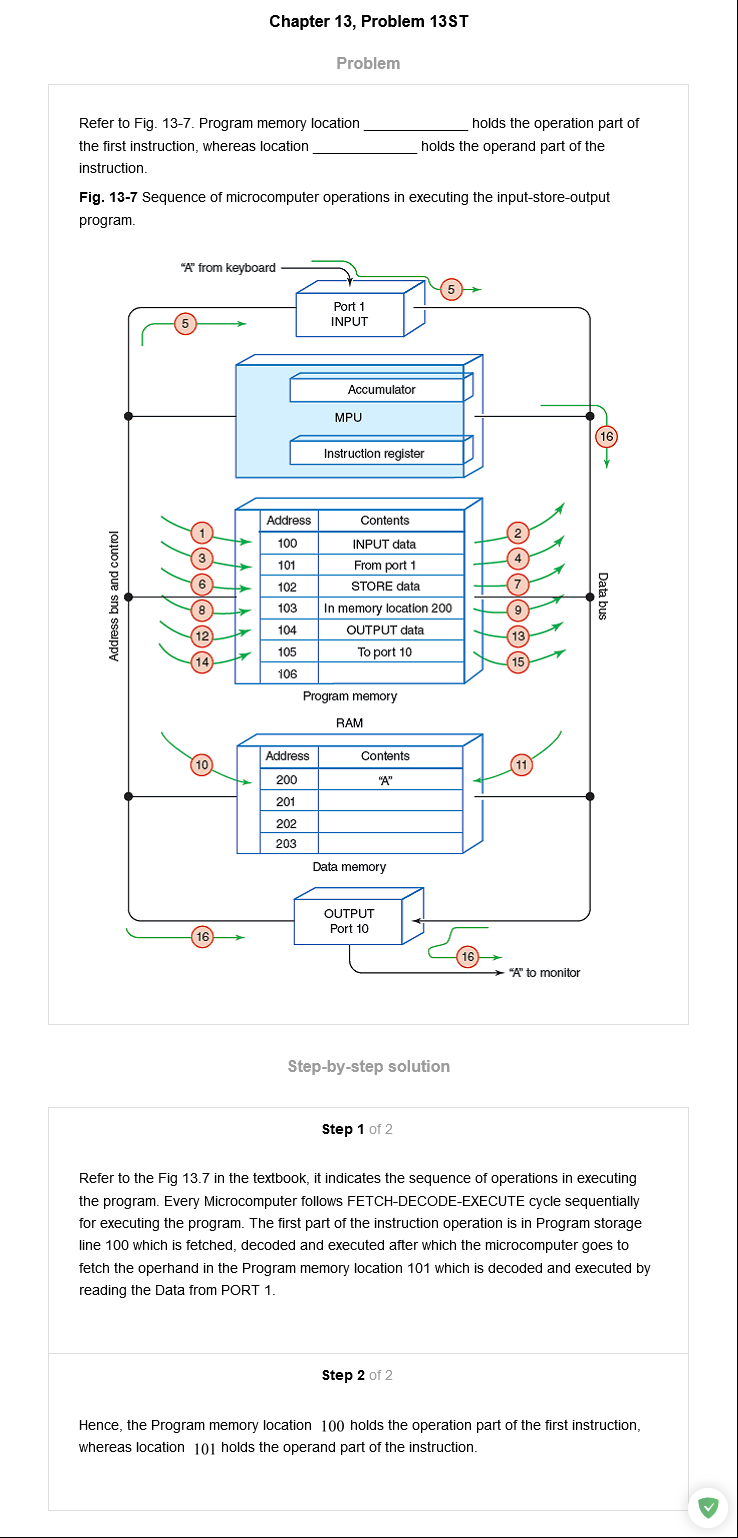 Chapter 13, Problem 13ST
Problem
Refer to Fig. 13-7. Program memory location _____________ holds the operation part of
the first instruction, whereas location _____________ holds the operand part of the
instruction.
Fig. 13-7 Sequence of microcomputer operations in executing the input-store-output
program.
“A” from keyboard
5
Port 1
INPUT
5
Accumulator
MPU
16
Instruction register
Address bus and control
Data bus
Address Contents
1 100 INPUT data 2
3 101 From port 1 4
6 102 STORE data 7
8 103 In memory location 200 9
12 104 OUTPUT data 13
14 105 To port 10 15
106
Program memory
RAM
Address Contents
10 200 “A” 11
201
202
203
Data memory
OUTPUT
Port 10
16
16
“A” to monitor
Step-by-step solution
Step 1 of 2
Refer to the Fig 13.7 in the textbook, it indicates the sequence of operations in executing
the program. Every Microcomputer follows FETCH-DECODE-EXECUTE cycle sequentially
for executing the program. The first part of the instruction operation is in Program storage
line 100 which is fetched, decoded and executed after which the microcomputer goes to
fetch the operhand in the Program memory location 101 which is decoded and executed by
reading the Data from PORT 1.
Step 2 of 2
Hence, the Program memory location 100 holds the operation part of the first instruction,
whereas location 101 holds the operand part of the instruction.